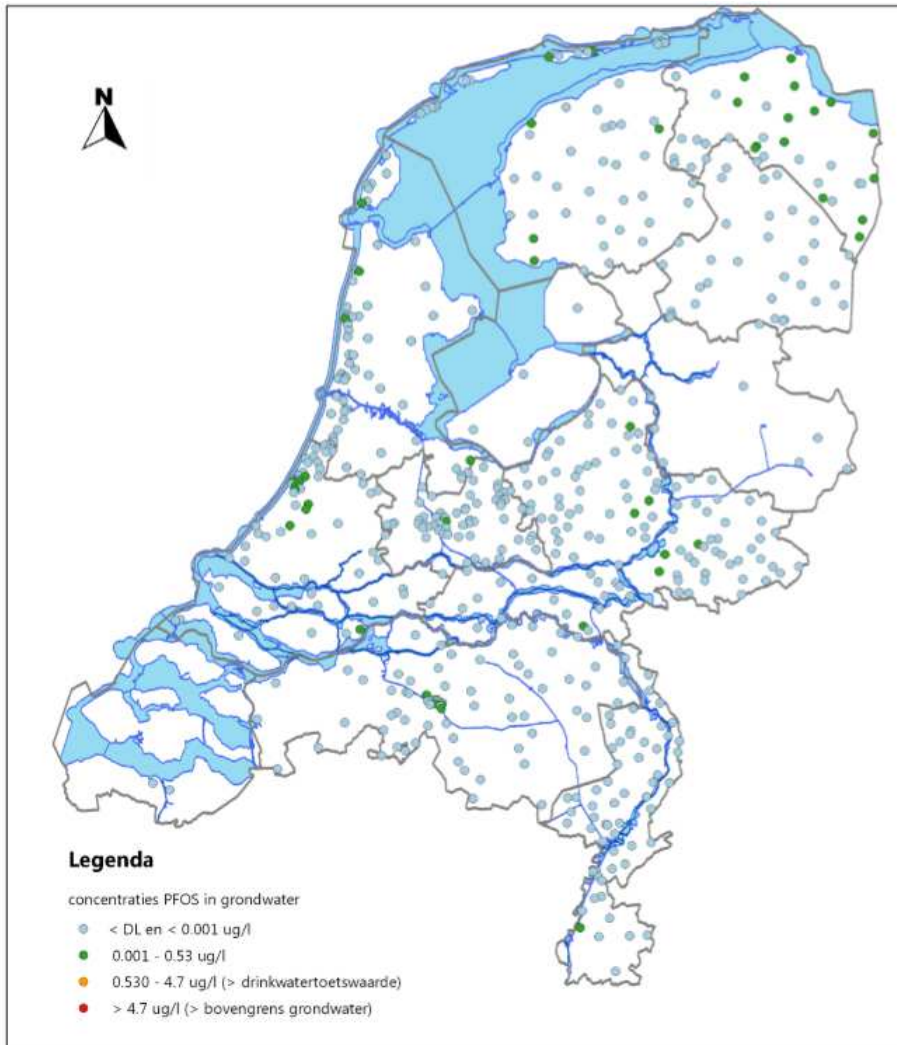 N
Legenda
concentraties PFOS in grondwater
< DL en < 0.001 ug/l
0.001 - 0.53 ug/l
0.530 - 4.7 ug/l (> drinkwatertoetswaarde)
> 4.7 ug/l (> bovengrens grondwater)